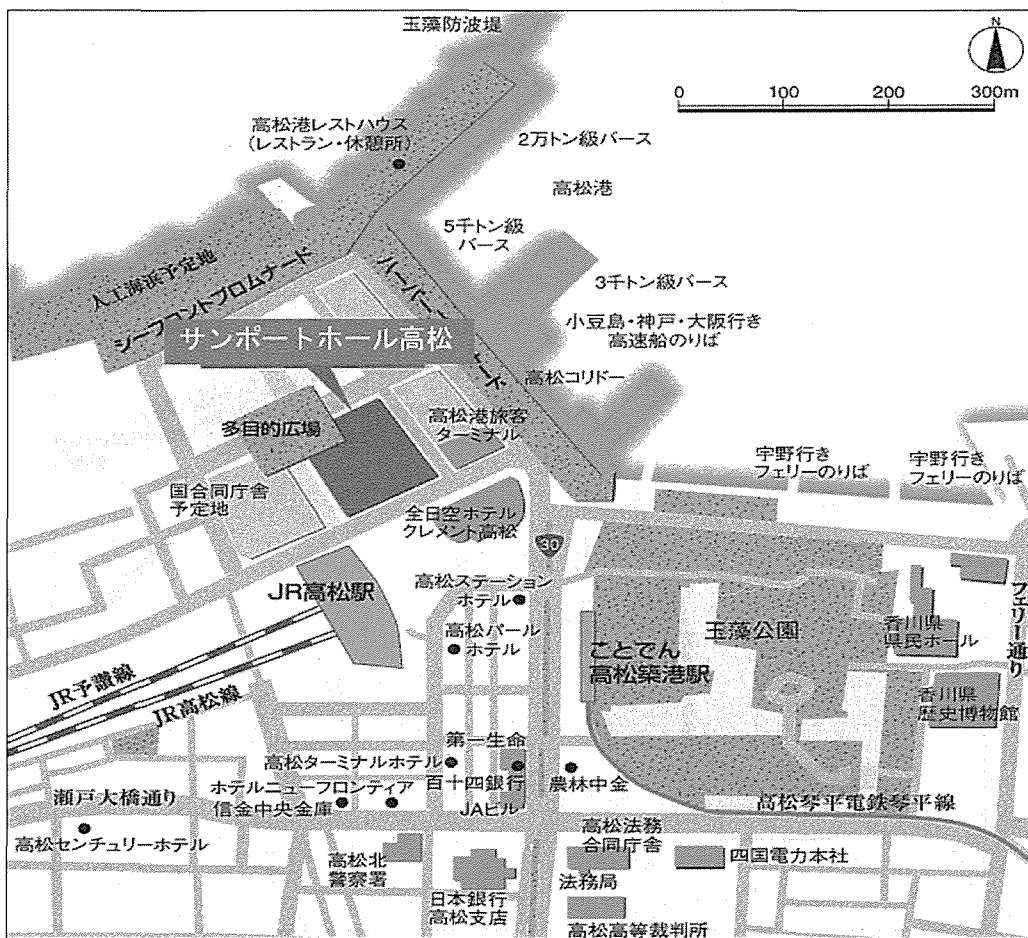 玉藻防波堤
N
0 100 200 300m
高松港レストハウス
(レストラン・休憩所)
2万トン級バース
高松港
5千トン級
バース
3千トン級バース
人工海浜予定地
シーフロントプロムナード
小豆島・神戸・大阪行き
高速船のりば
サンポートホール高松
高松コリドー
多目的広場
高松港旅客
ターミナル
宇野行き
フェリーのりば
宇野行き
フェリーのりば
国合同庁舎
予定地
全日空ホテル
クレメント高松
30
JR高松駅
高松ステーション
ホテル
高松パール
ホテル
ことでん
高松築港駅
玉藻公園
香川県
県民ホール
フェリー通り
香川県
歴史博物館
JR予讃線
JR高松線
第一生命
高松ターミナルホテル
百十四銀行
農林中金
瀬戸大橋通り
ホテルニューフロンティア
信金中央金庫
JAビル
高松琴平電鉄琴平線
高松センチュリーホテル
高松北
警察署
日本銀行
高松支店
高松法務
合同庁舎
法務局
四国電力本社
高松高等裁判所